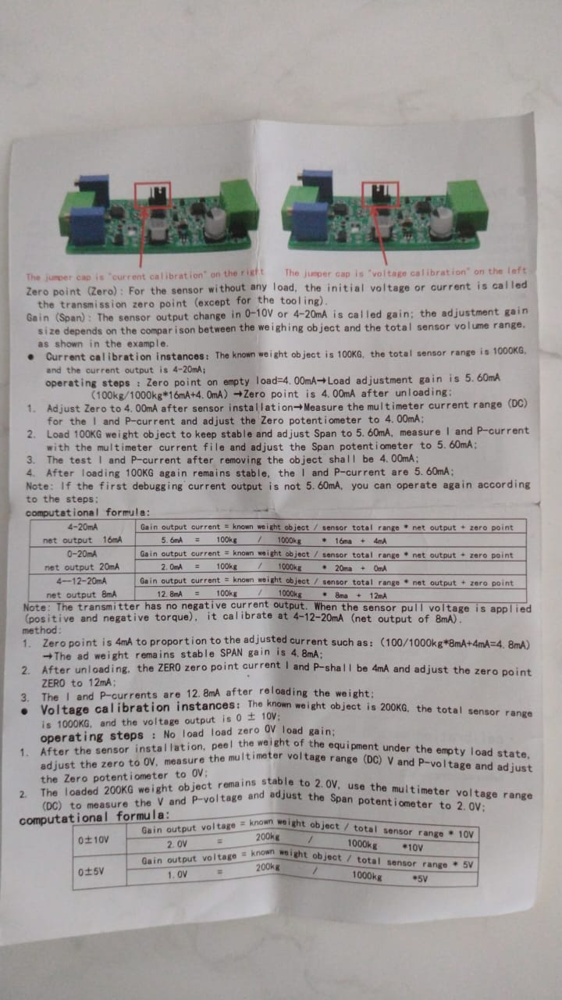 The jumper cap is "current calibration" on the right
The jumper cap is "voltage calibration" on the left
Zero point (Zero): For the sensor without any load, the initial voltage or current is called
the transmission zero point (except for the tooling).
Gain (Span): The sensor output change in 0-10V or 4-20mA is called gain; the adjustment gain
size depends on the comparison between the weighing object and the total sensor volume range,
as shown in the example.
● Current calibration instances: The known weight object is 100KG, the total sensor range is 1000KG,
and the current output is 4-20mA;
operating steps : Zero point on empty load=4.00mA→Load adjustment gain is 5.60mA
(100kg/1000kg*16mA+4.0mA) →Zero point is 4.00mA after unloading;
1. Adjust Zero to 4.00mA after sensor installation→Measure the multimeter current range (DC)
for the I and P-current and adjust the Zero potentiometer to 4.00mA;
2. Load 100KG weight object to keep stable and adjust Span to 5.60mA, measure I and P-current
with the multimeter current file and adjust the Span potentiometer to 5.60mA;
3. The test I and P-current after removing the object shall be 4.00mA;
4. After loading 100KG again remains stable, the I and P-current are 5.60mA;
Note: If the first debugging current output is not 5.60mA, you can operate again according
to the steps;
computational formula:
4-20mA
net output 16mA
Gain output current = known weight object / sensor total range * net output + zero point
5.6mA = 100kg / 1000kg * 16ma + 4mA
0-20mA
net output 20mA
Gain output current = known weight object / sensor total range * net output + zero point
2.0mA = 100kg / 1000kg * 20ma + 0mA
4--12-20mA
net output 8mA
Gain output current = known weight object / sensor total range * net output + zero point
12.8mA = 100kg / 1000kg * 8ma + 12mA
Note: The transmitter has no negative current output. When the sensor pull voltage is applied
(positive and negative torque), it calibrate at 4-12-20mA (net output of 8mA).
method:
1. Zero point is 4mA to proportion to the adjusted current such as: (100/1000kg*8mA+4mA=4.8mA)
→The ad weight remains stable SPAN gain is 4.8mA;
2. After unloading, the ZERO zero point current I and P-shall be 4mA and adjust the zero point
ZERO to 12mA;
3. The I and P-currents are 12.8mA after reloading the weight;
● Voltage calibration instances: The known weight object is 200KG, the total sensor range
is 1000KG, and the voltage output is 0 ± 10V;
operating steps : No load load zero 0V load gain;
1. After the sensor installation, peel the weight of the equipment under the empty load state,
adjust the zero to 0V, measure the multimeter voltage range (DC) V and P-voltage and adjust
the Zero potentiometer to 0V;
2. The loaded 200KG weight object remains stable to 2.0V, use the multimeter voltage range
(DC) to measure the V and P-voltage and adjust the Span potentiometer to 2.0V;
computational formula:
0±10V
Gain output voltage = known weight object / total sensor range * 10V
2.0V = 200kg / 1000kg *10V
0±5V
Gain output voltage = known weight object / total sensor range * 5V
1.0V = 200kg / 1000kg *5V